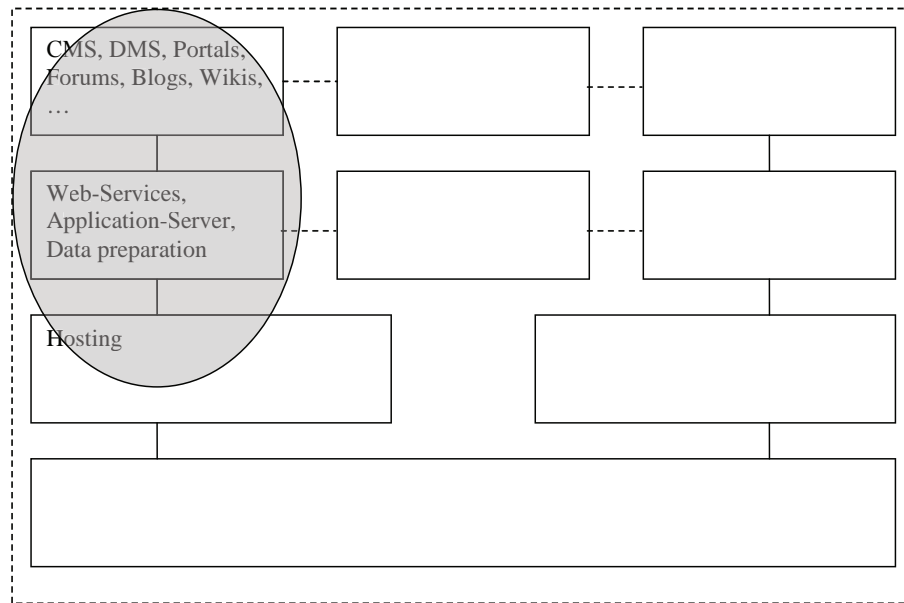 CMS, DMS, Portals,
Forums, Blogs, Wikis,
…
Web-Services,
Application-Server,
Data preparation
Hosting